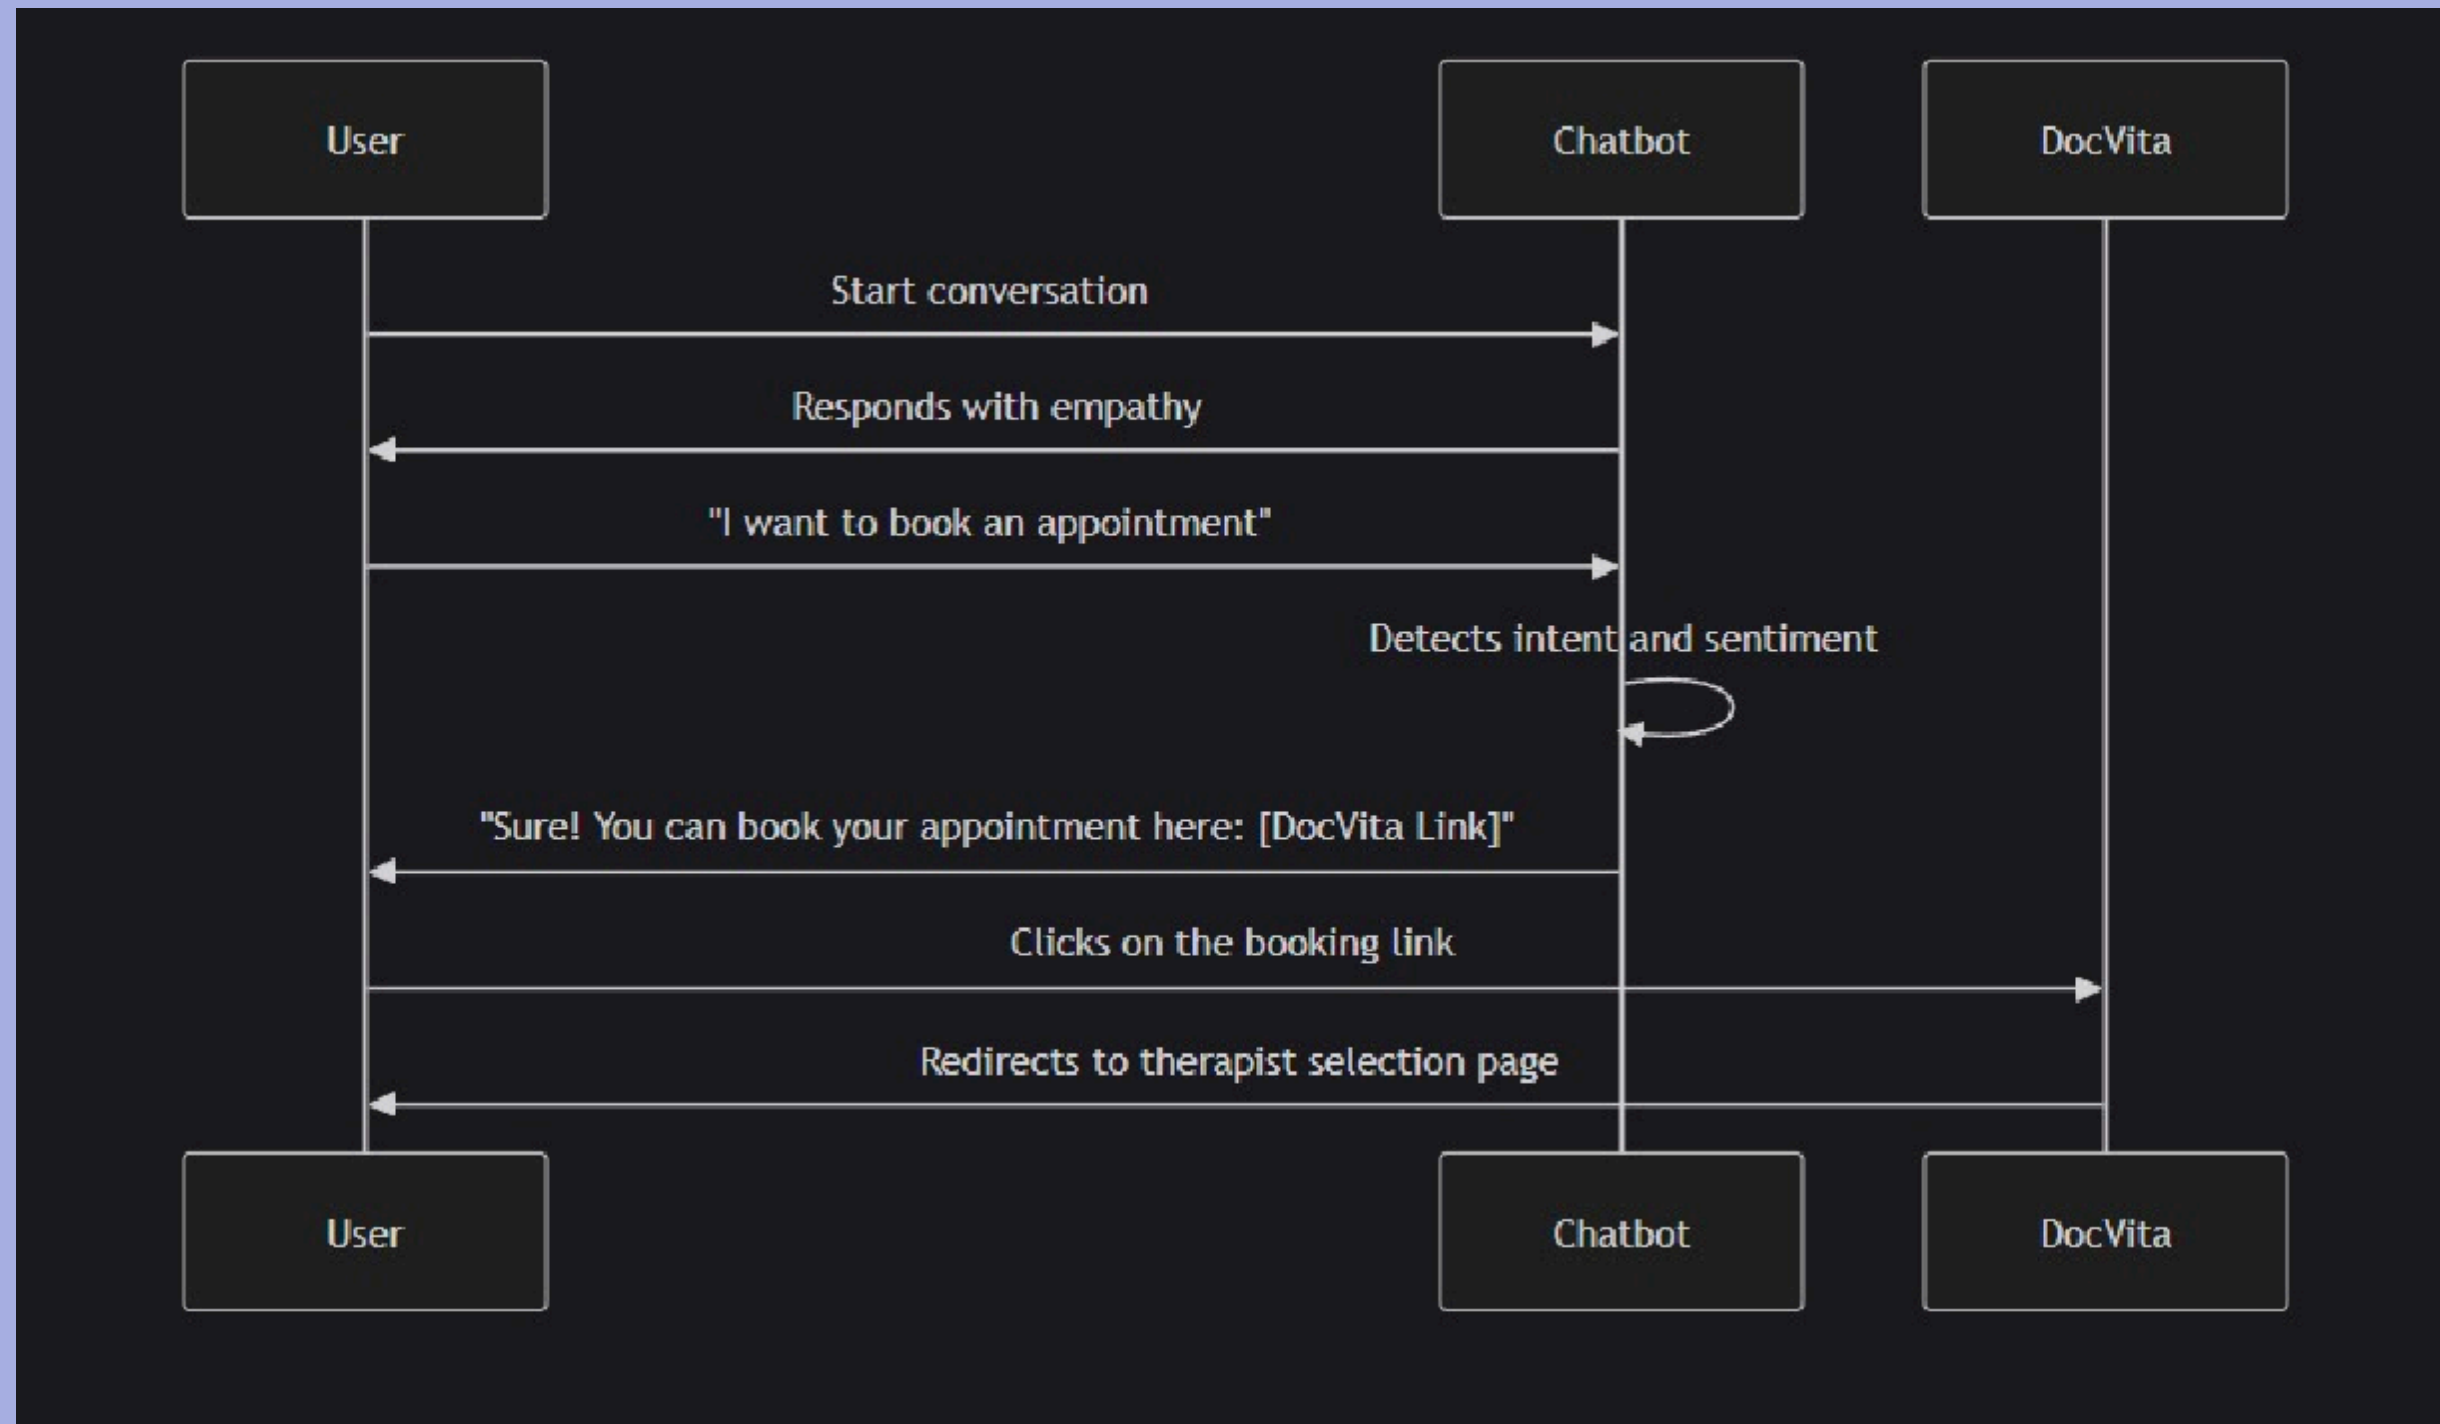 User
Chatbot
DocVita
Start conversation
Responds with empathy
"I want to book an appointment"
Detects intent and sentiment
"Sure! You can book your appointment here: [DocVita Link]"
Clicks on the booking link
Redirects to therapist selection page
User
Chatbot
DocVita